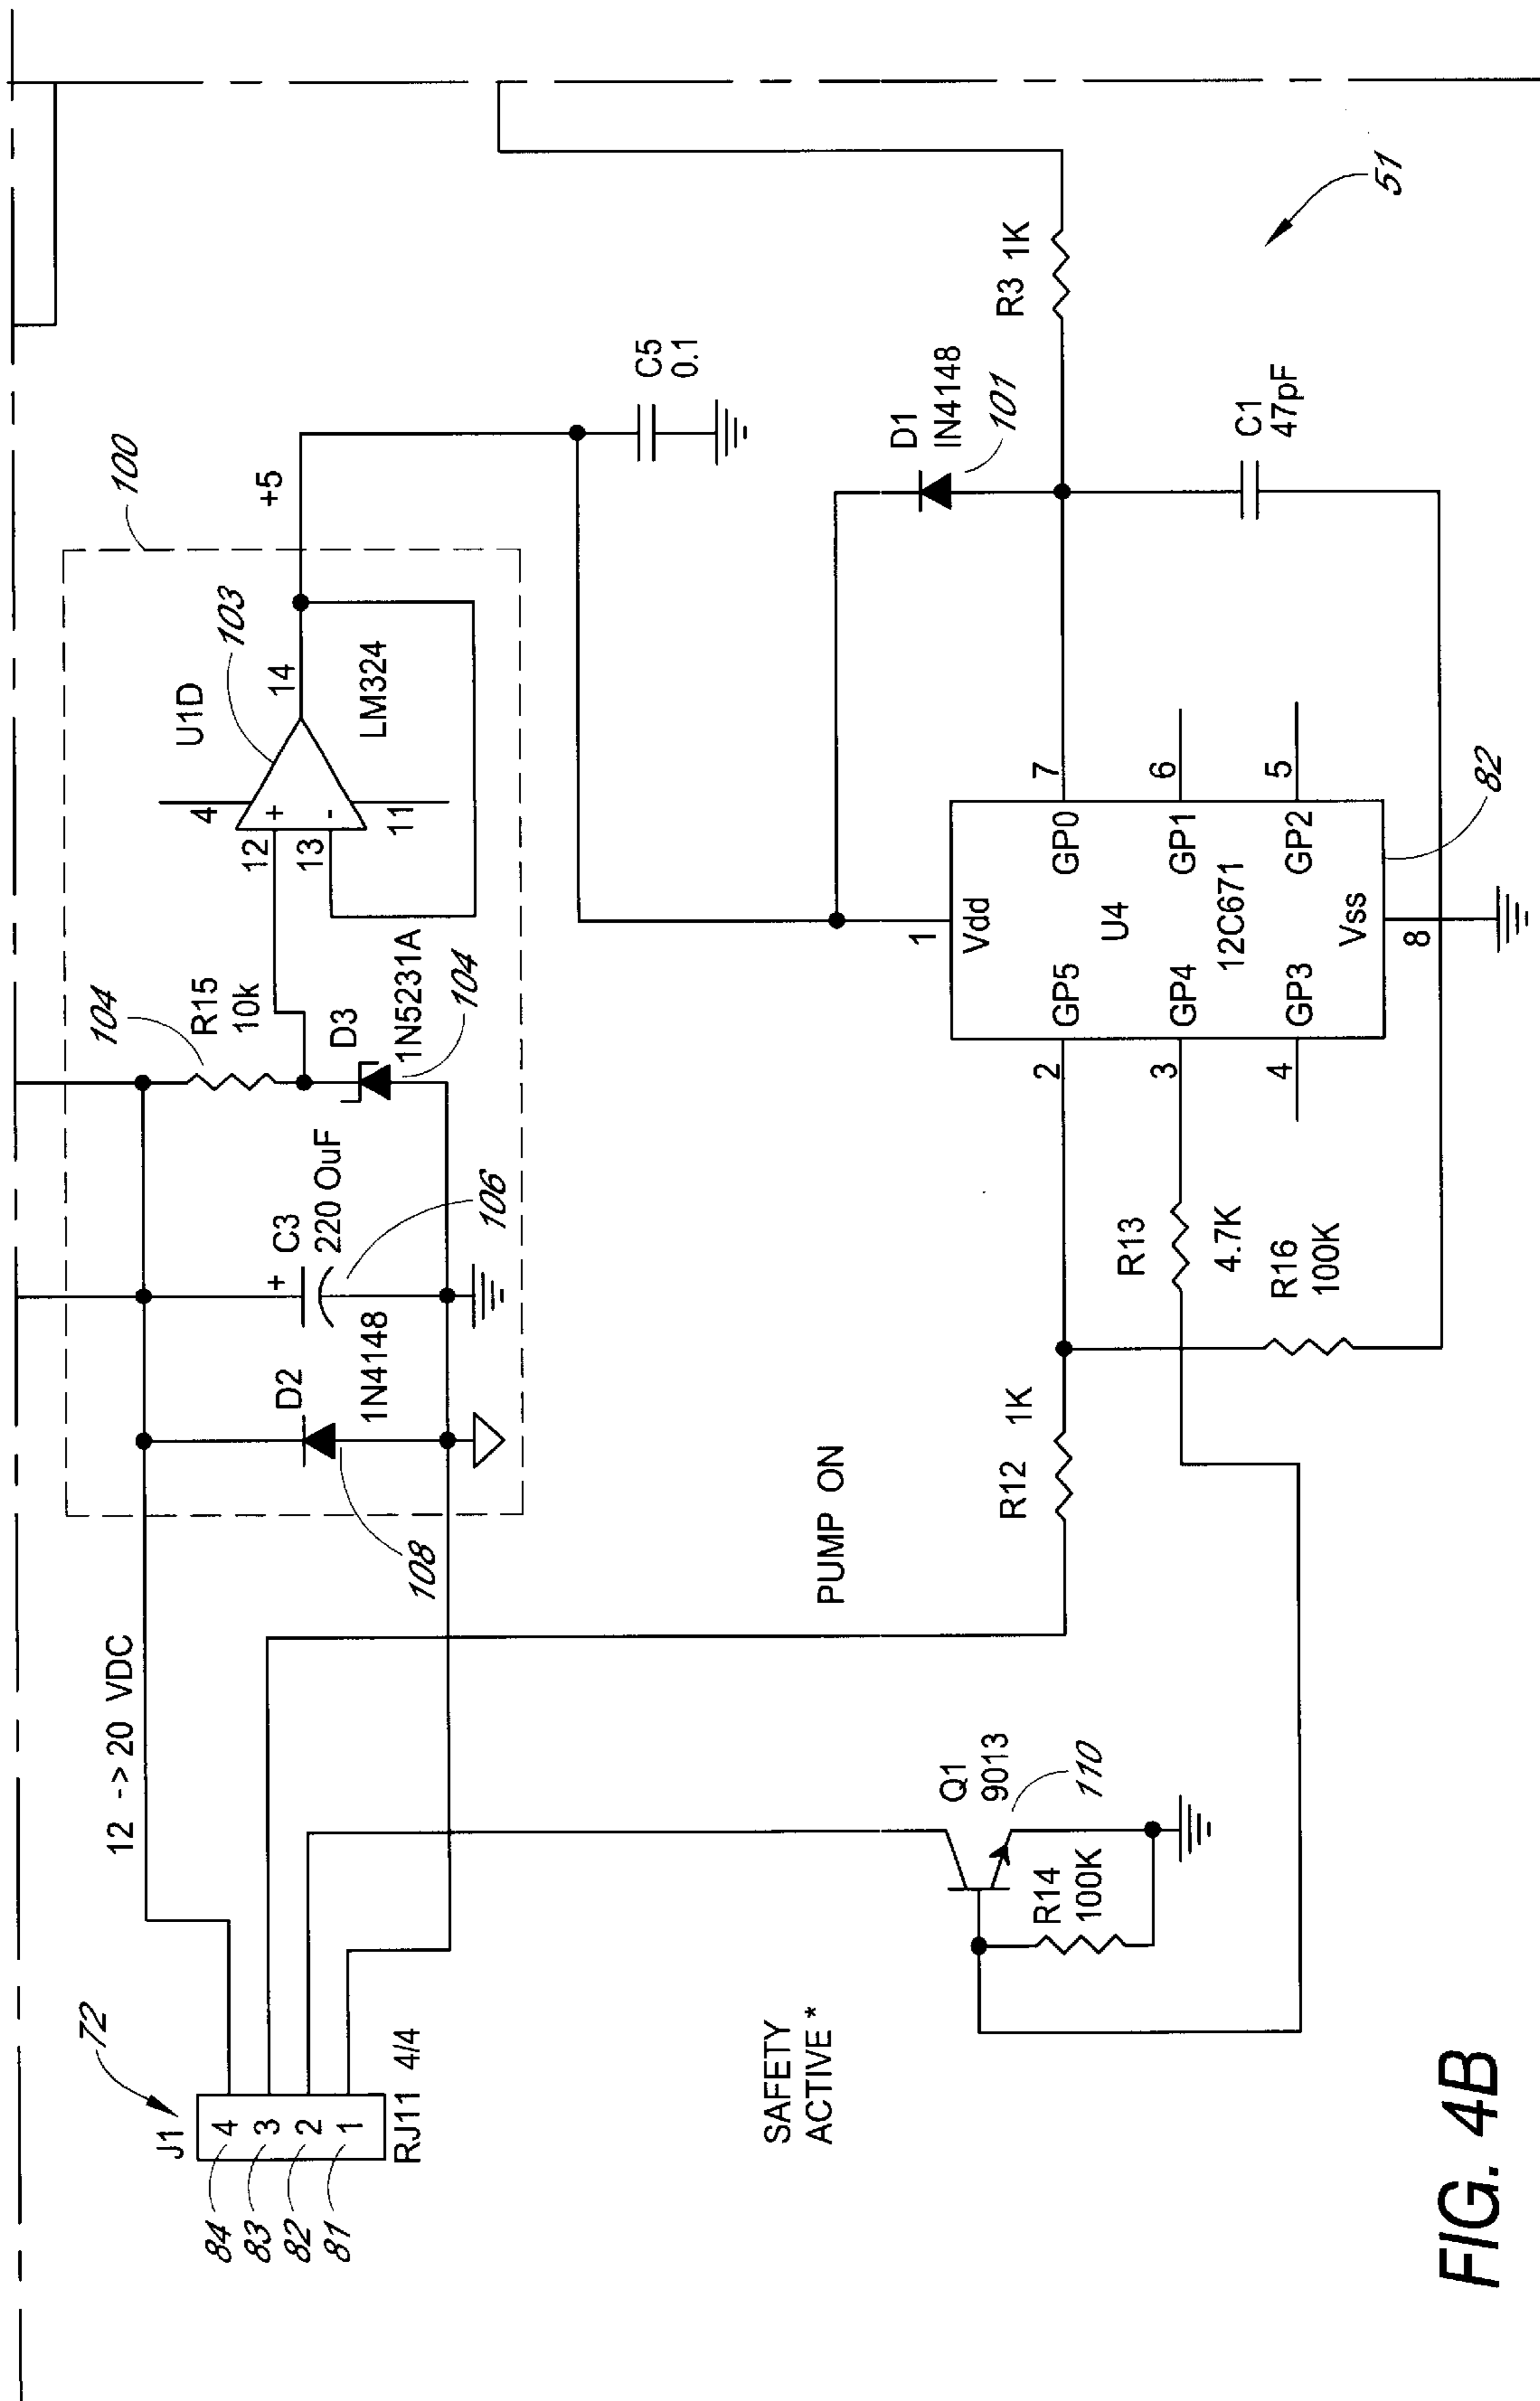 72
J1
4
3
2
1
RJ11 4/4
84
83
82
81
12 -> 20 VDC
108
D2
1N4148
+
C3
220 OuF
106
104
R15
10k
D3
1N5231A
104
12
13
+
-
4
11
U1D
103
14
LM324
100
+5
C5
0.1
SAFETY
ACTIVE *
PUMP ON
Q1
9013
110
R14
100K
R12 1K
R13
4.7K
R16
100K
1
Vdd
2
GP5
3
GP4
4
GP3
U4
12C671
GP0
7
GP1
6
GP2
5
Vss
8
82
D1
IN4148
101
R3 1K
C1
47pF
51
FIG. 4B